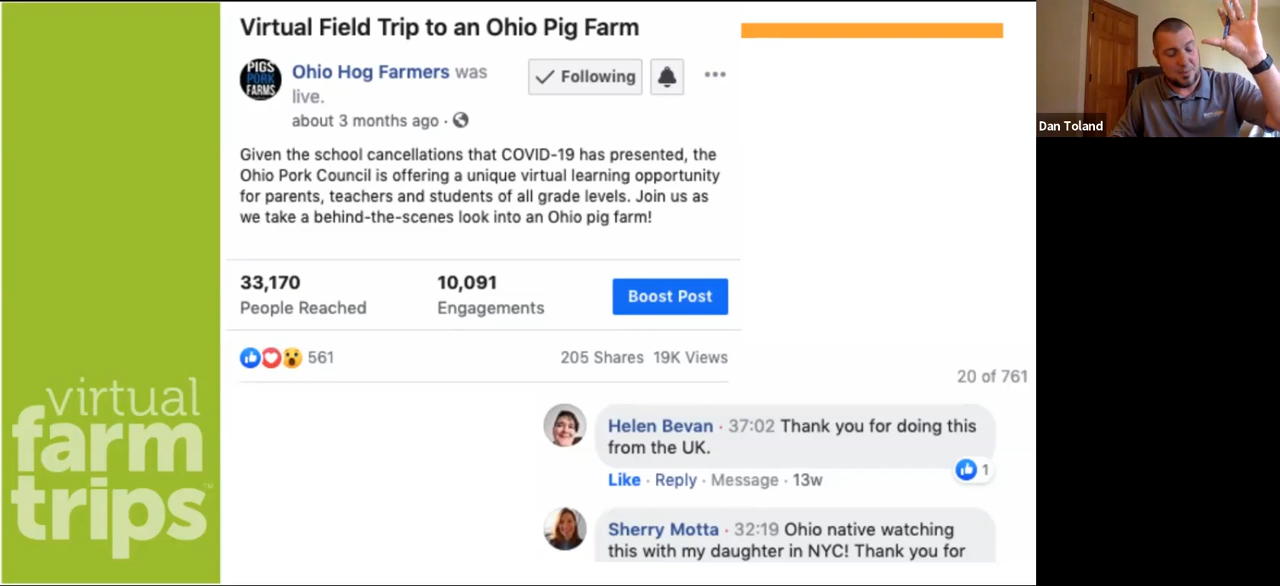 Virtual Field Trip to an Ohio Pig Farm
PIGS
PORK
FARMS
Ohio Hog Farmers was
live.
Following
about 3 months ago ·
Given the school cancellations that COVID-19 has presented, the
Ohio Pork Council is offering a unique virtual learning opportunity
for parents, teachers and students of all grade levels. Join us as
we take a behind-the-scenes look into an Ohio pig farm!
33,170
People Reached
10,091
Engagements
Boost Post
561
205 Shares 19K Views
20 of 761
Helen Bevan · 37:02 Thank you for doing this
from the UK.
1
Like · Reply · Message · 13w
Sherry Motta · 32:19 Ohio native watching
this with my daughter in NYC! Thank you for
virtual
farm
trips™
Dan Toland